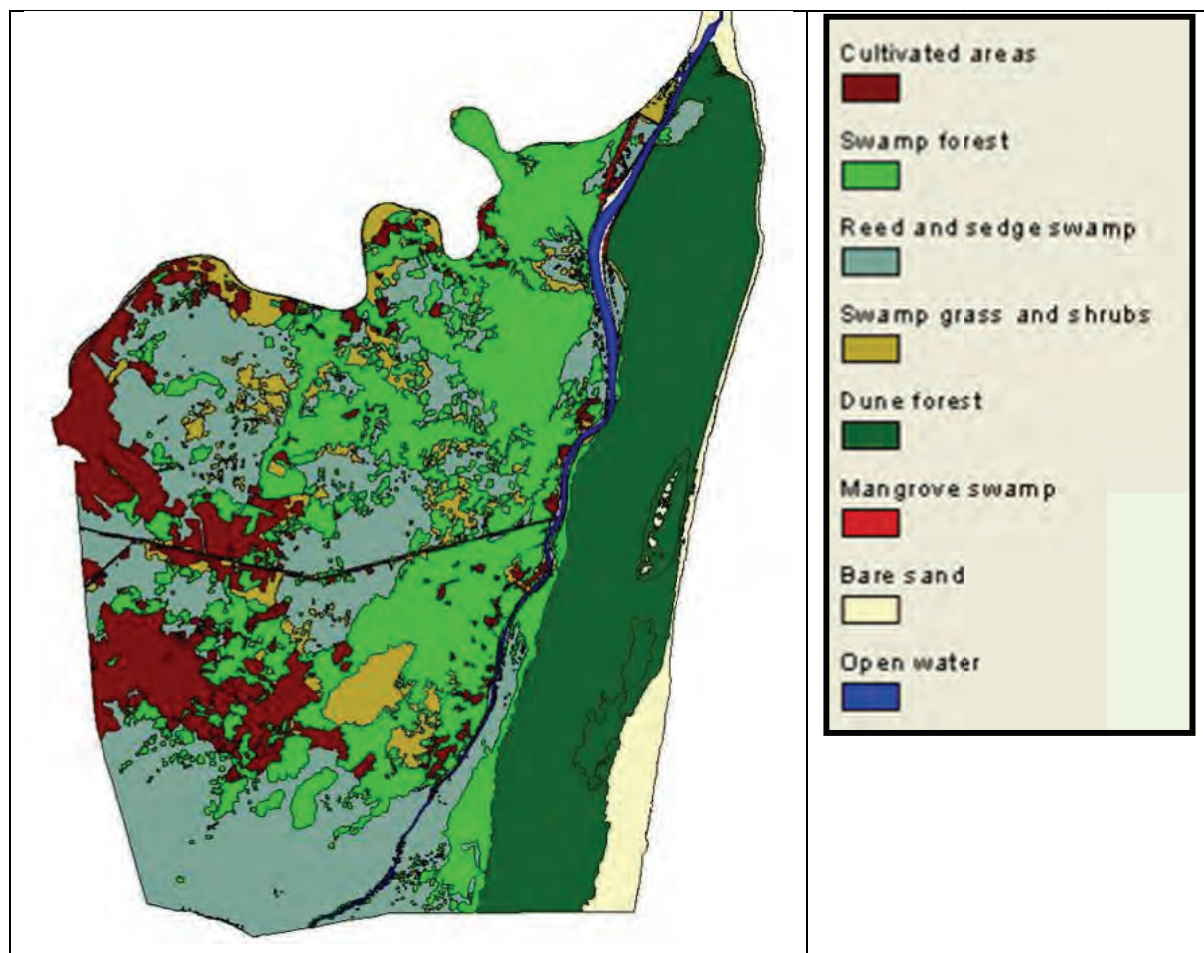 Cultivated areas
Swamp forest
Reed and sedge swamp
Swamp grass and shrubs
Dune forest
Mangrove swamp
Bare sand
Open water